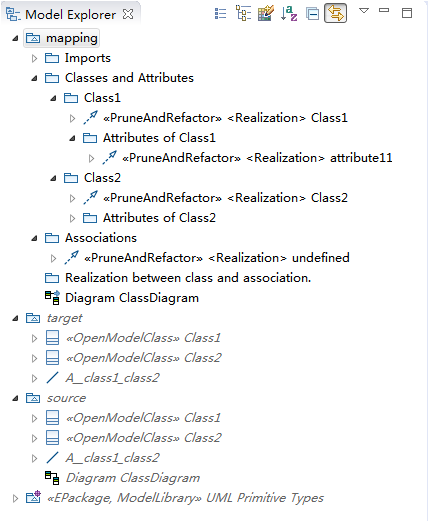 Model Explorer
mapping
Imports
Classes and Attributes
Class1
«PruneAndRefactor» <Realization> Class1
Attributes of Class1
«PruneAndRefactor» <Realization> attribute11
Class2
«PruneAndRefactor» <Realization> Class2
Attributes of Class2
Associations
«PruneAndRefactor» <Realization> undefined
Realization between class and association.
Diagram ClassDiagram
target
«OpenModelClass» Class1
«OpenModelClass» Class2
A_class1_class2
source
«OpenModelClass» Class1
«OpenModelClass» Class2
A_class1_class2
Diagram ClassDiagram
«EPackage, ModelLibrary» UML Primitive Types